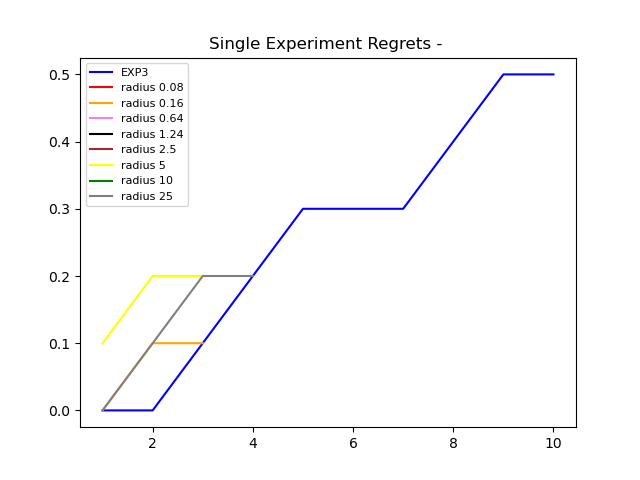 Single Experiment Regrets -
EXP3
radius 0.08
radius 0.16
radius 0.64
radius 1.24
radius 2.5
radius 5
radius 10
radius 25
0.5
0.4
0.3
0.2
0.1
0.0
2 4 6 8 10